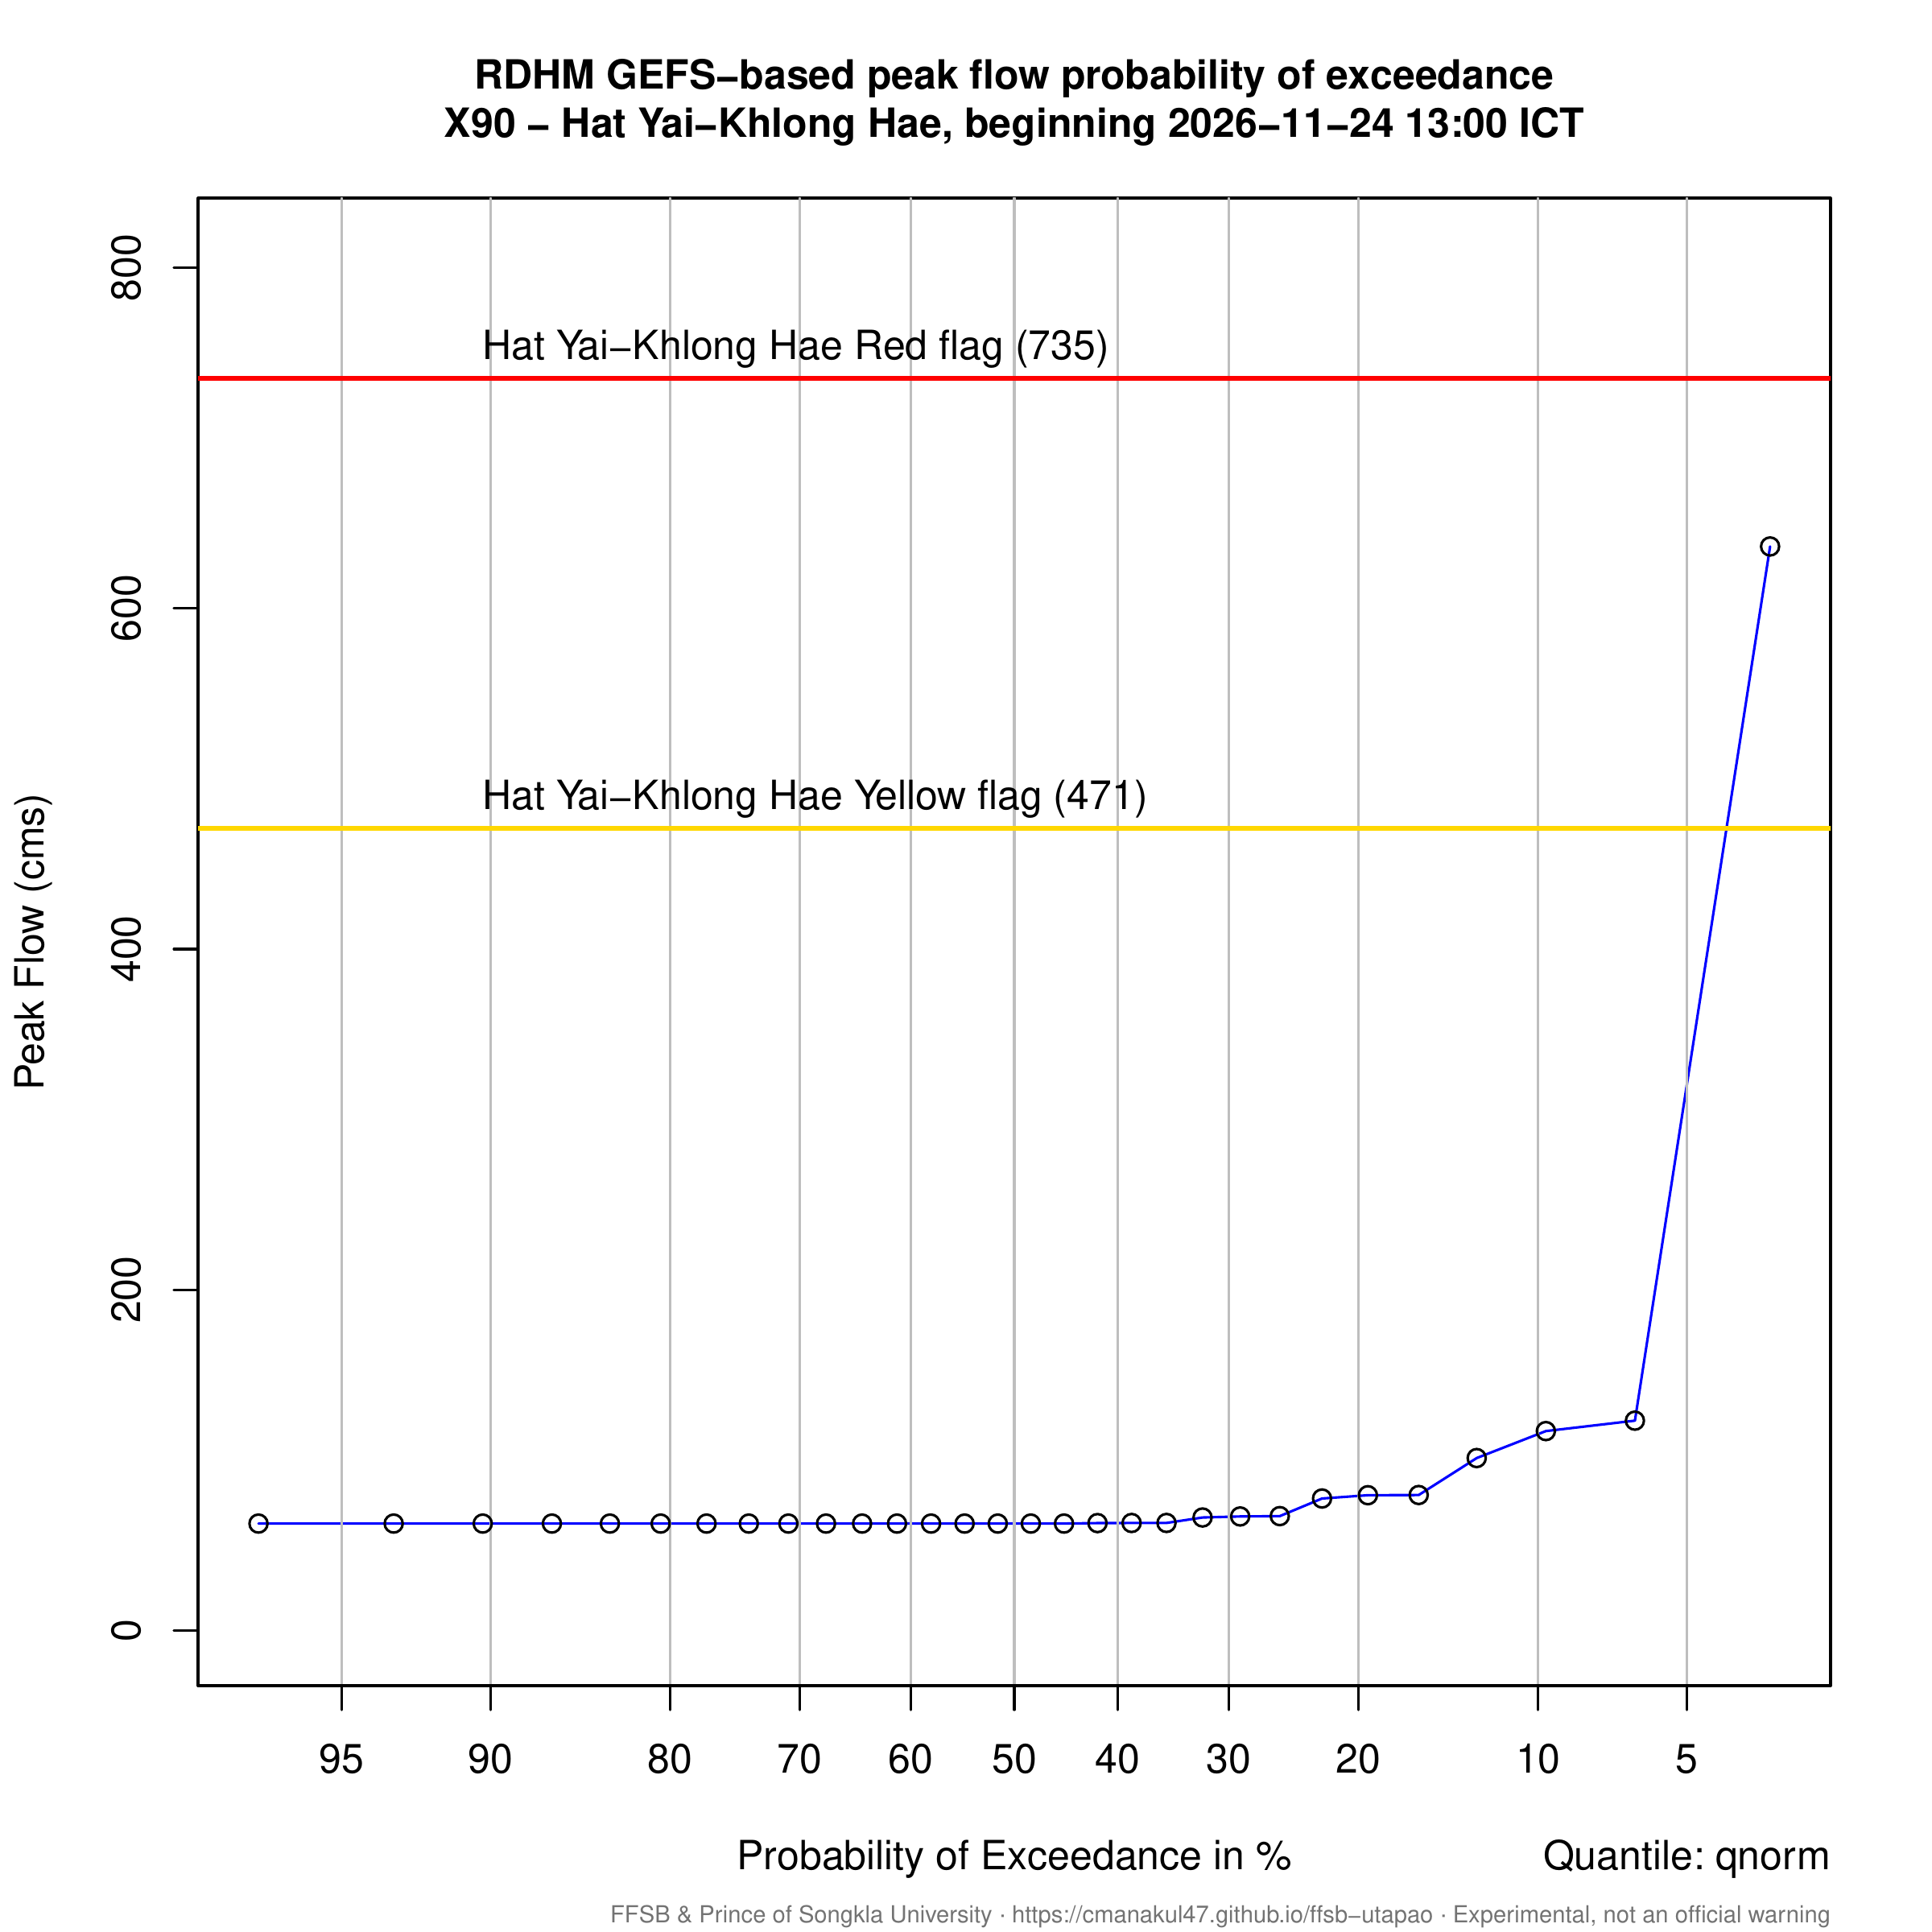 RDHM GEFS–based peak flow probability of exceedance
X90 – Hat Yai–Khlong Hae, beginning 2026–11–24 13:00 ICT
800
600
400
200
0
Peak Flow (cms)
Hat Yai–Khlong Hae Red flag (735)
Hat Yai–Khlong Hae Yellow flag (471)
95 90 80 70 60 50 40 30 20 10 5
Probability of Exceedance in % Quantile: qnorm
FFSB & Prince of Songkla University · https://cmanakul47.github.io/ffsb–utapao · Experimental, not an official warning